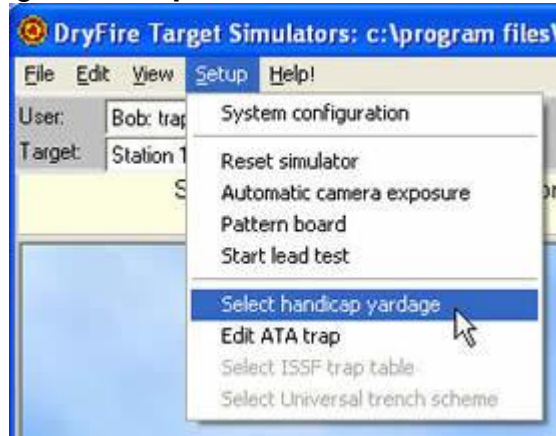 DryFire Target Simulators: c:\program files\
File Edit View Setup Help!
User: Bob: trap
Target: Station 1
S
System configuration
Reset simulator
Automatic camera exposure
Pattern board
Start lead test
Select handicap yardage
Edit ATA trap
Select ISSF trap table
Select Universal trench scheme